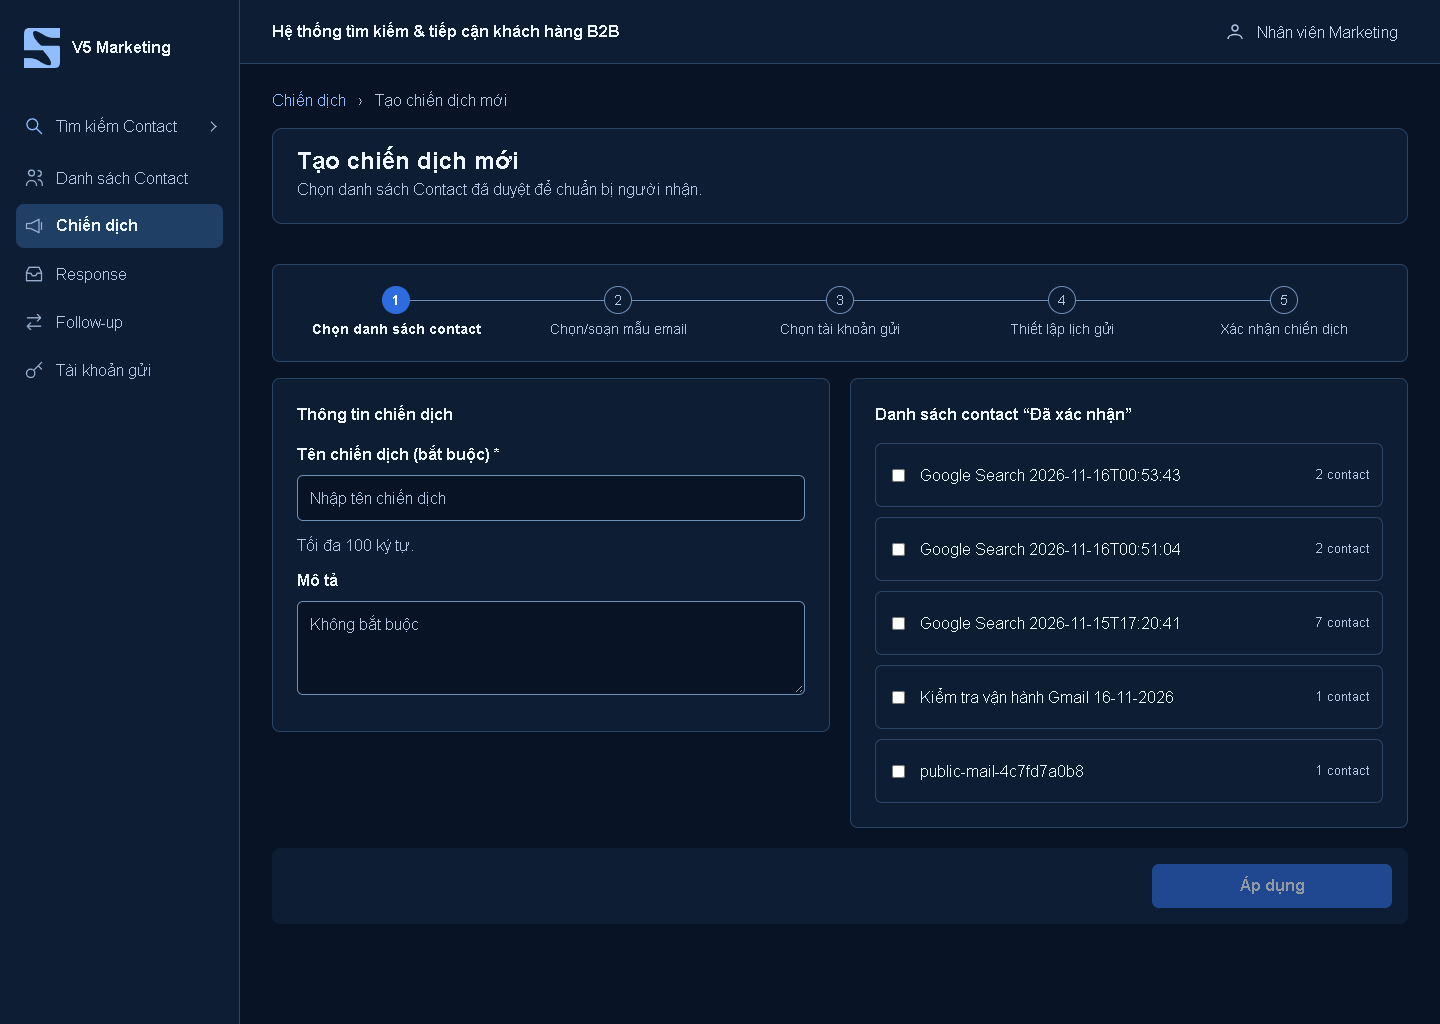 V5 Marketing
Tìm kiếm Contact
Danh sách Contact
Chiến dịch
Response
Follow-up
Tài khoản gửi
Hệ thống tìm kiếm & tiếp cận khách hàng B2B
Nhân viên Marketing
Chiến dịch › Tạo chiến dịch mới
Tạo chiến dịch mới
Chọn danh sách Contact đã duyệt để chuẩn bị người nhận.
1
Chọn danh sách contact
2
Chọn/soạn mẫu email
3
Chọn tài khoản gửi
4
Thiết lập lịch gửi
5
Xác nhận chiến dịch
Thông tin chiến dịch
Tên chiến dịch (bắt buộc) *
Nhập tên chiến dịch
Tối đa 100 ký tự.
Mô tả
Không bắt buộc
Danh sách contact “Đã xác nhận”
Google Search 2026-11-16T00:53:43 2 contact
Google Search 2026-11-16T00:51:04 2 contact
Google Search 2026-11-15T17:20:41 7 contact
Kiểm tra vận hành Gmail 16-11-2026 1 contact
public-mail-4c7fd7a0b8 1 contact
Áp dụng